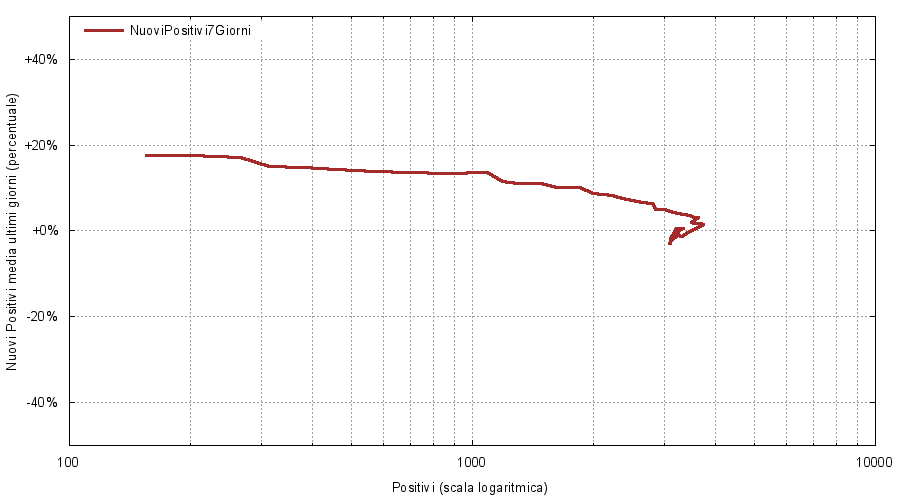 NuoviPositivi7Giorni
+40%
+20%
+0%
-20%
-40%
Nuovi Positivi media ultimi giorni (percentuale)
100
1000
10000
Positivi (scala logaritmica)